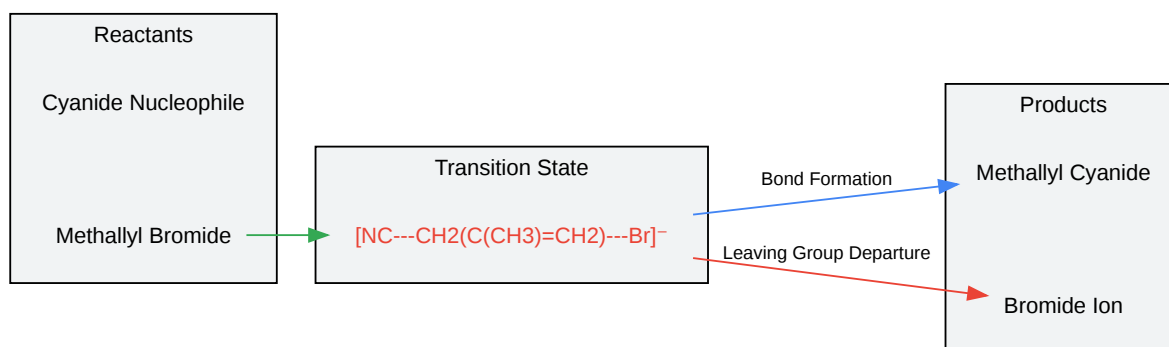 Reactants
Cyanide Nucleophile
Methallyl Bromide
Transition State
[NC---CH2(C(CH3)=CH2)---Br]⁻
Bond Formation
Leaving Group Departure
Products
Methallyl Cyanide
Bromide Ion